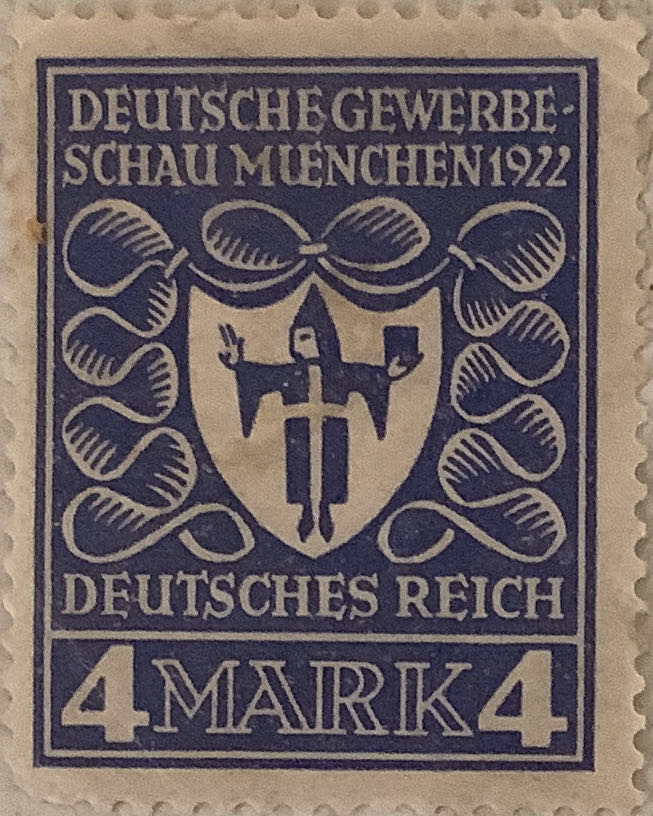 DEUTSCHE GEWERBE-
SCHAU MUENCHEN 1922
DEUTSCHES REICH
4 MARK 4